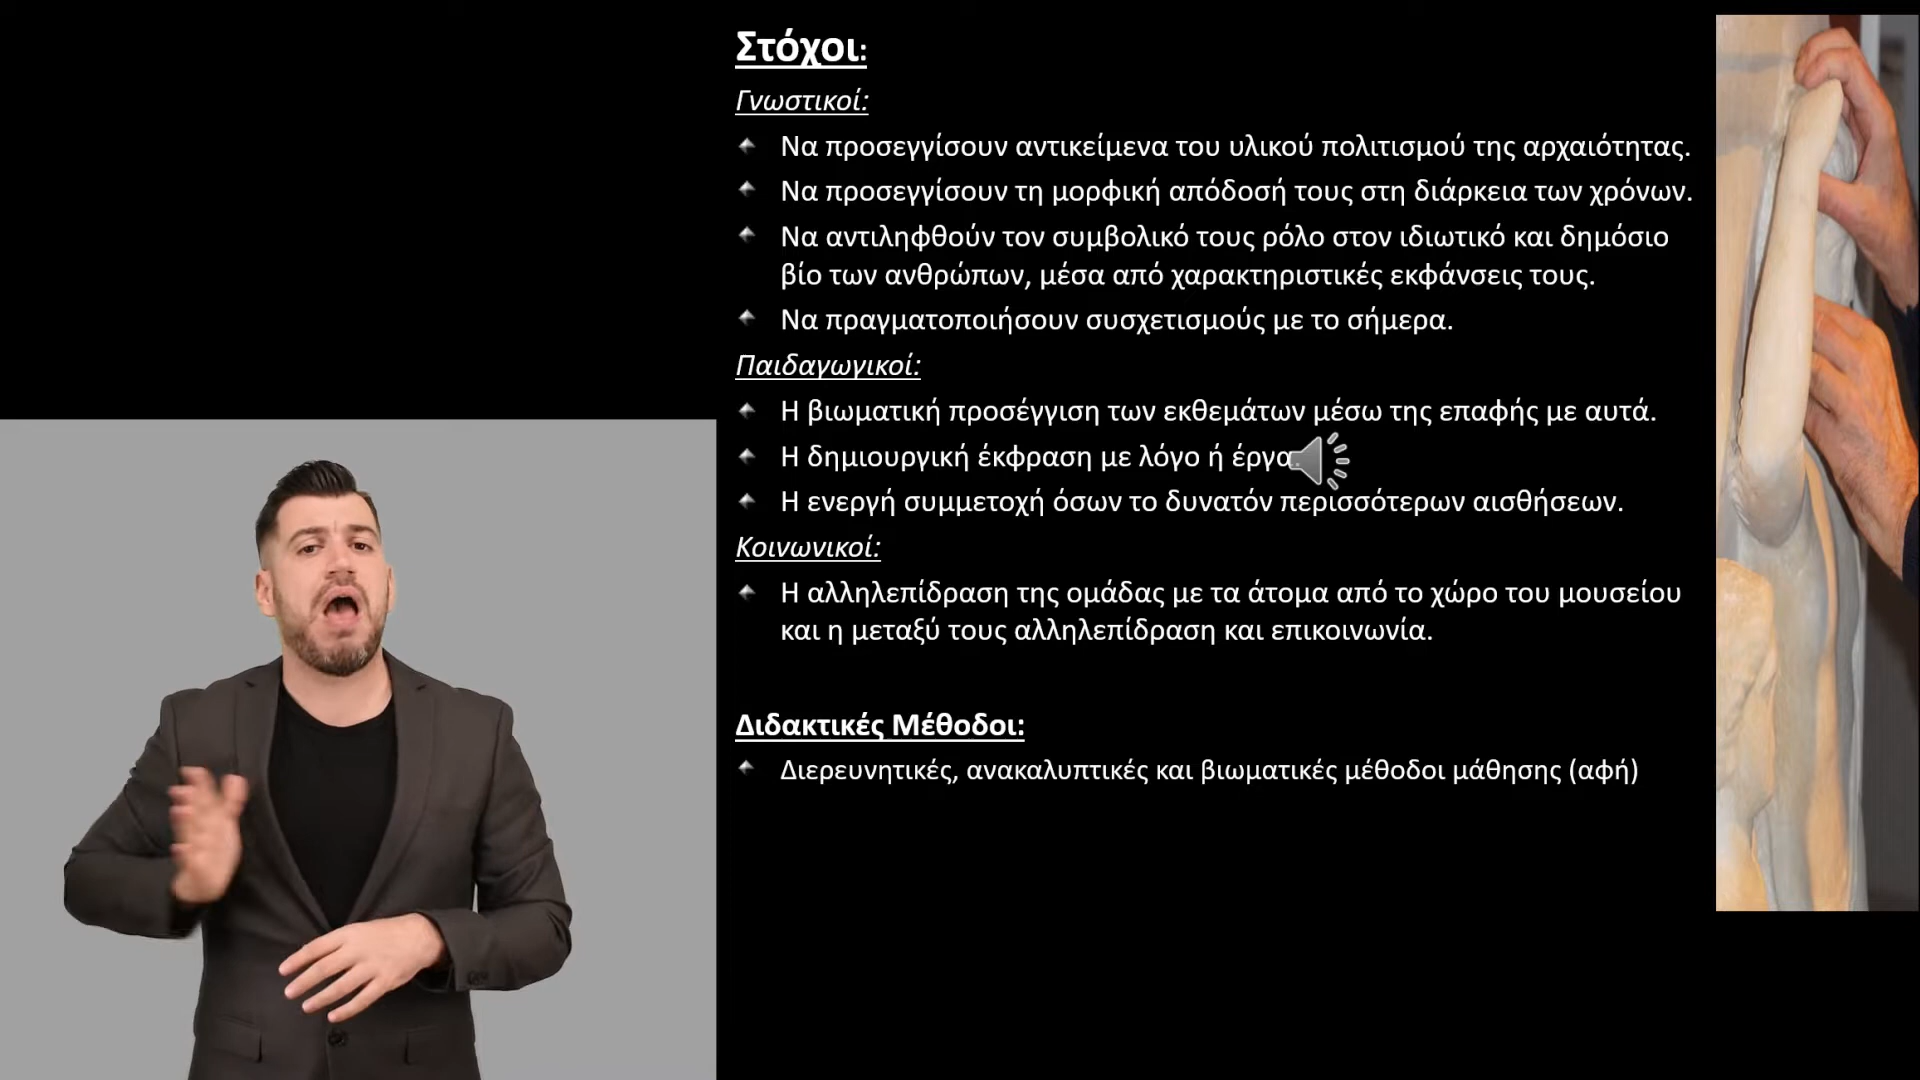 Στόχοι:
Γνωστικοί:
Να προσεγγίσουν αντικείμενα του υλικού πολιτισμού της αρχαιότητας.
Να προσεγγίσουν τη μορφική απόδοσή τους στη διάρκεια των χρόνων.
Να αντιληφθούν τον συμβολικό τους ρόλο στον ιδιωτικό και δημόσιο
βίο των ανθρώπων, μέσα από χαρακτηριστικές εκφάνσεις τους.
Να πραγματοποιήσουν συσχετισμούς με το σήμερα.
Παιδαγωγικοί:
Η βιωματική προσέγγιση των εκθεμάτων μέσω της επαφής με αυτά.
Η δημιουργική έκφραση με λόγο ή έργα.
Η ενεργή συμμετοχή όσων το δυνατόν περισσότερων αισθήσεων.
Κοινωνικοί:
Η αλληλεπίδραση της ομάδας με τα άτομα από το χώρο του μουσείου
και η μεταξύ τους αλληλεπίδραση και επικοινωνία.
Διδακτικές Μέθοδοι:
Διερευνητικές, ανακαλυπτικές και βιωματικές μέθοδοι μάθησης (αφή)